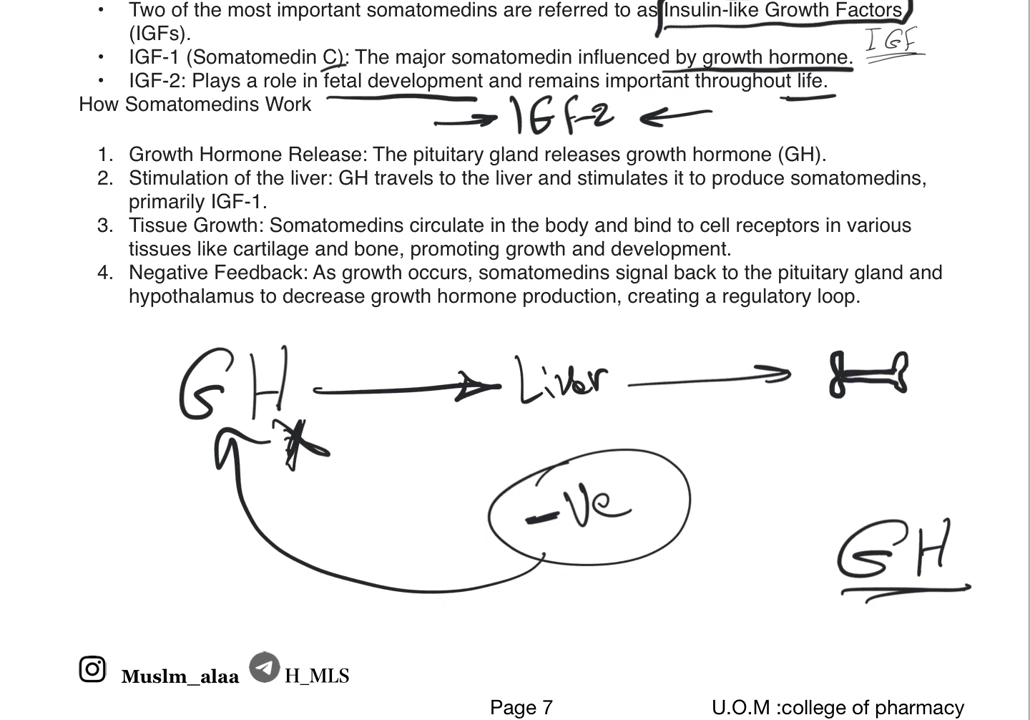 • Two of the most important somatomedins are referred to as Insulin-like Growth Factors
(IGFs).
IGF
• IGF-1 (Somatomedin C): The major somatomedin influenced by growth hormone.
• IGF-2: Plays a role in fetal development and remains important throughout life.
How Somatomedins Work
IGF-2
1. Growth Hormone Release: The pituitary gland releases growth hormone (GH).
2. Stimulation of the liver: GH travels to the liver and stimulates it to produce somatomedins,
primarily IGF-1.
3. Tissue Growth: Somatomedins circulate in the body and bind to cell receptors in various
tissues like cartilage and bone, promoting growth and development.
4. Negative Feedback: As growth occurs, somatomedins signal back to the pituitary gland and
hypothalamus to decrease growth hormone production, creating a regulatory loop.
GH Liver
-Ve
GH
Muslm_alaa H_MLS
Page 7 U.O.M :college of pharmacy